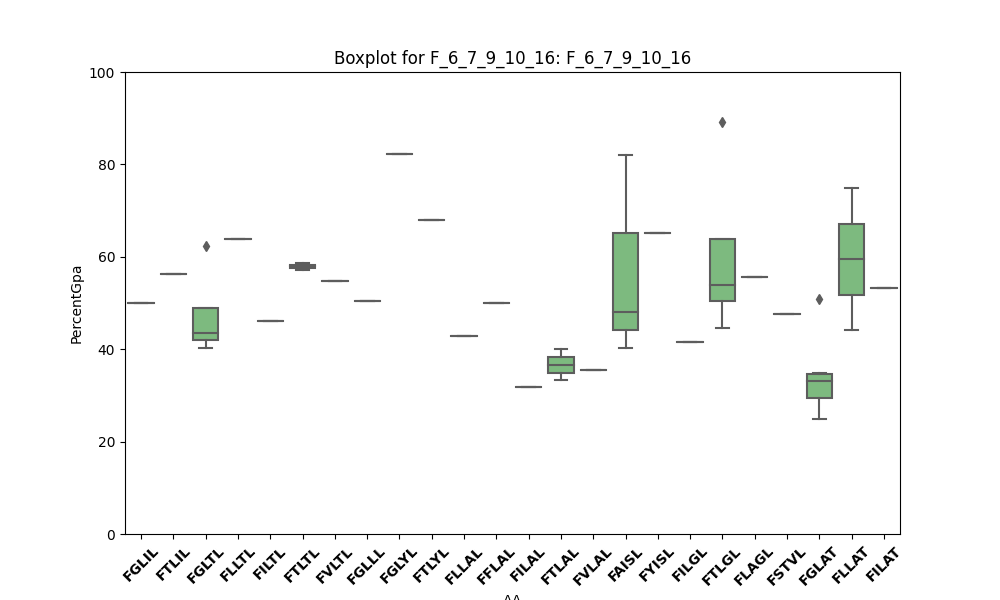 Boxplot for F_6_7_9_10_16: F_6_7_9_10_16
100
80
60
40
20
0
PercentGpa
FGLIL
FTLIL
FGLTL
FLLTL
FILTL
FTLTL
FVLTL
FGLLL
FGLYL
FTLYL
FLLAL
FFLAL
FILAL
FTLAL
FVLAL
FAISL
FYISL
FILGL
FTLGL
FLAGL
FSTVL
FGLAT
FLLAT
FILAT
AA